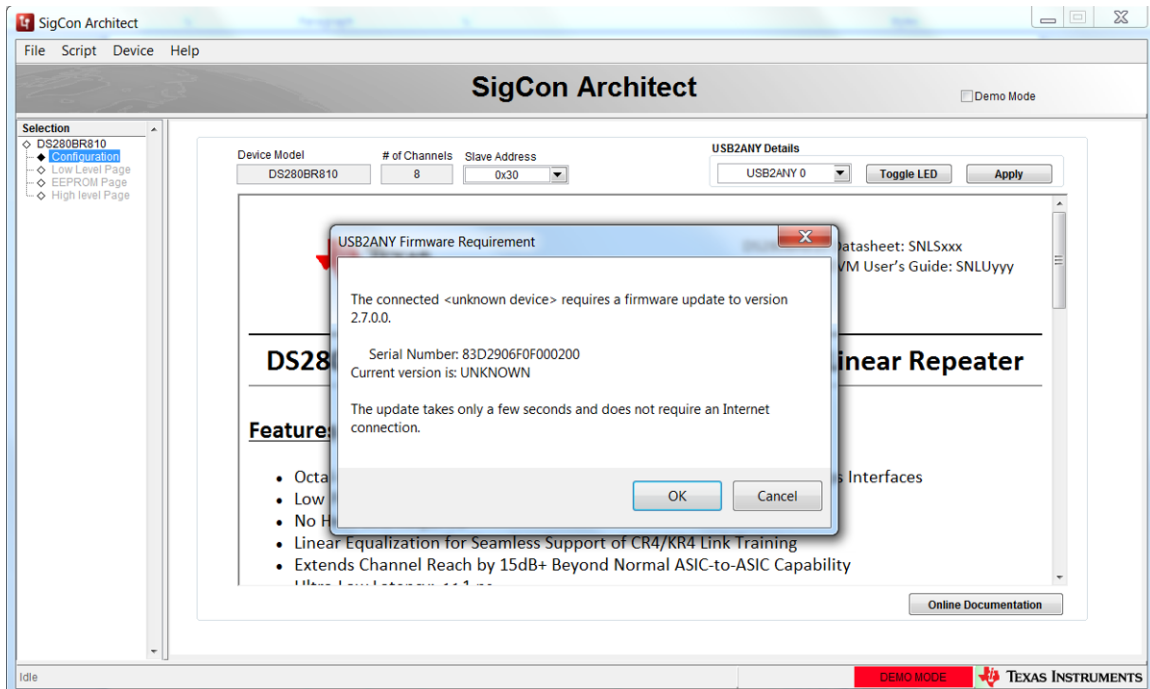 SigCon Architect
File Script Device Help
SigCon Architect
Demo Mode
Selection
DS280BR810
Configuration
Low Level Page
EEPROM Page
High level Page
Device Model
# of Channels
Slave Address
USB2ANY Details
DS280BR810
8
0x30
USB2ANY 0
Toggle LED
Apply
USB2ANY Firmware Requirement
The connected <unknown device> requires a firmware update to version
2.7.0.0.
Serial Number: 83D2906F0F000200
Current version is: UNKNOWN
The update takes only a few seconds and does not require an Internet
connection.
OK
Cancel
Datasheet: SNLSxxx
VM User's Guide: SNLUyyy
DS28
inear Repeater
Features
• Octa
s Interfaces
• Low
• No H
• Linear Equalization for Seamless Support of CR4/KR4 Link Training
• Extends Channel Reach by 15dB+ Beyond Normal ASIC-to-ASIC Capability
Online Documentation
Idle
DEMO MODE
TEXAS INSTRUMENTS